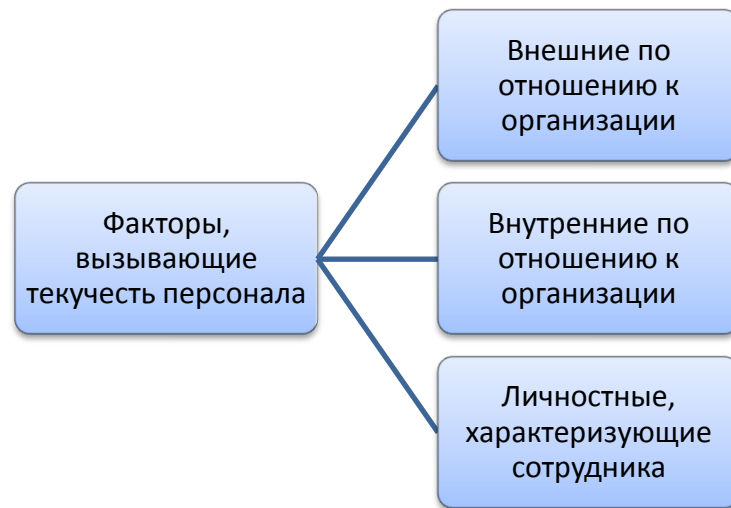 Внешние по
отношению к
организации
Факторы,
вызывающие
текучесть персонала
Внутренние по
отношению к
организации
Личностные,
характеризующие
сотрудника